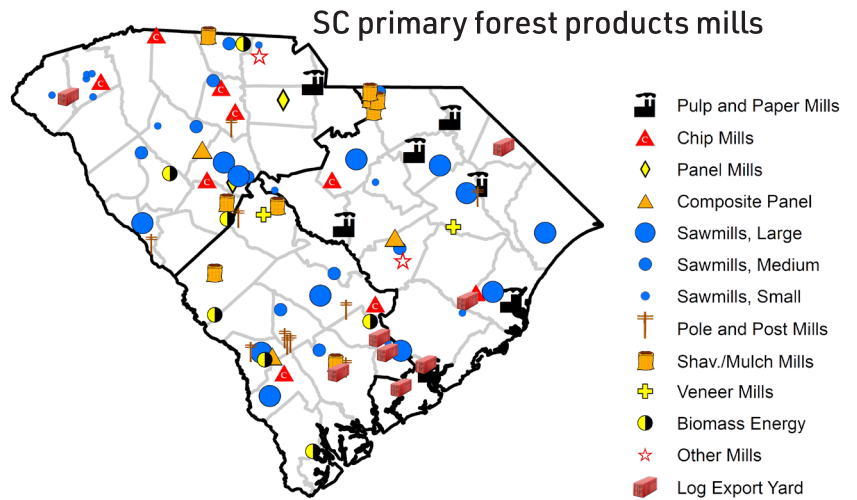 SC primary forest products mills
Pulp and Paper Mills
C Chip Mills
Panel Mills
Composite Panel
Sawmills, Large
Sawmills, Medium
Sawmills, Small
Pole and Post Mills
Shav./Mulch Mills
Veneer Mills
Biomass Energy
Other Mills
Log Export Yard